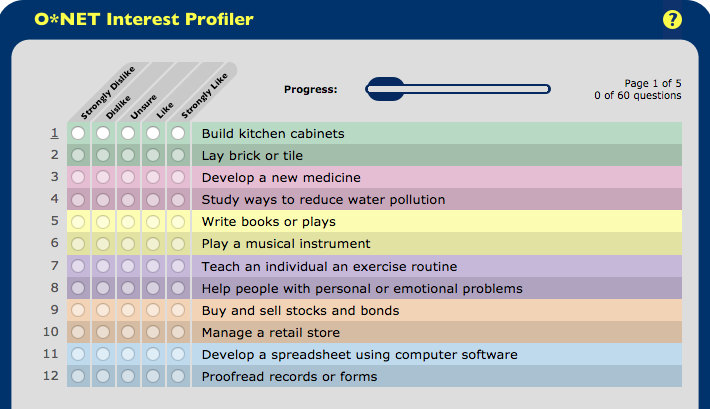 O*NET Interest Profiler
?
Strongly Dislike
Dislike
Unsure
Like
Strongly Like
Progress:
Page 1 of 5
0 of 60 questions
1 Build kitchen cabinets
2 Lay brick or tile
3 Develop a new medicine
4 Study ways to reduce water pollution
5 Write books or plays
6 Play a musical instrument
7 Teach an individual an exercise routine
8 Help people with personal or emotional problems
9 Buy and sell stocks and bonds
10 Manage a retail store
11 Develop a spreadsheet using computer software
12 Proofread records or forms